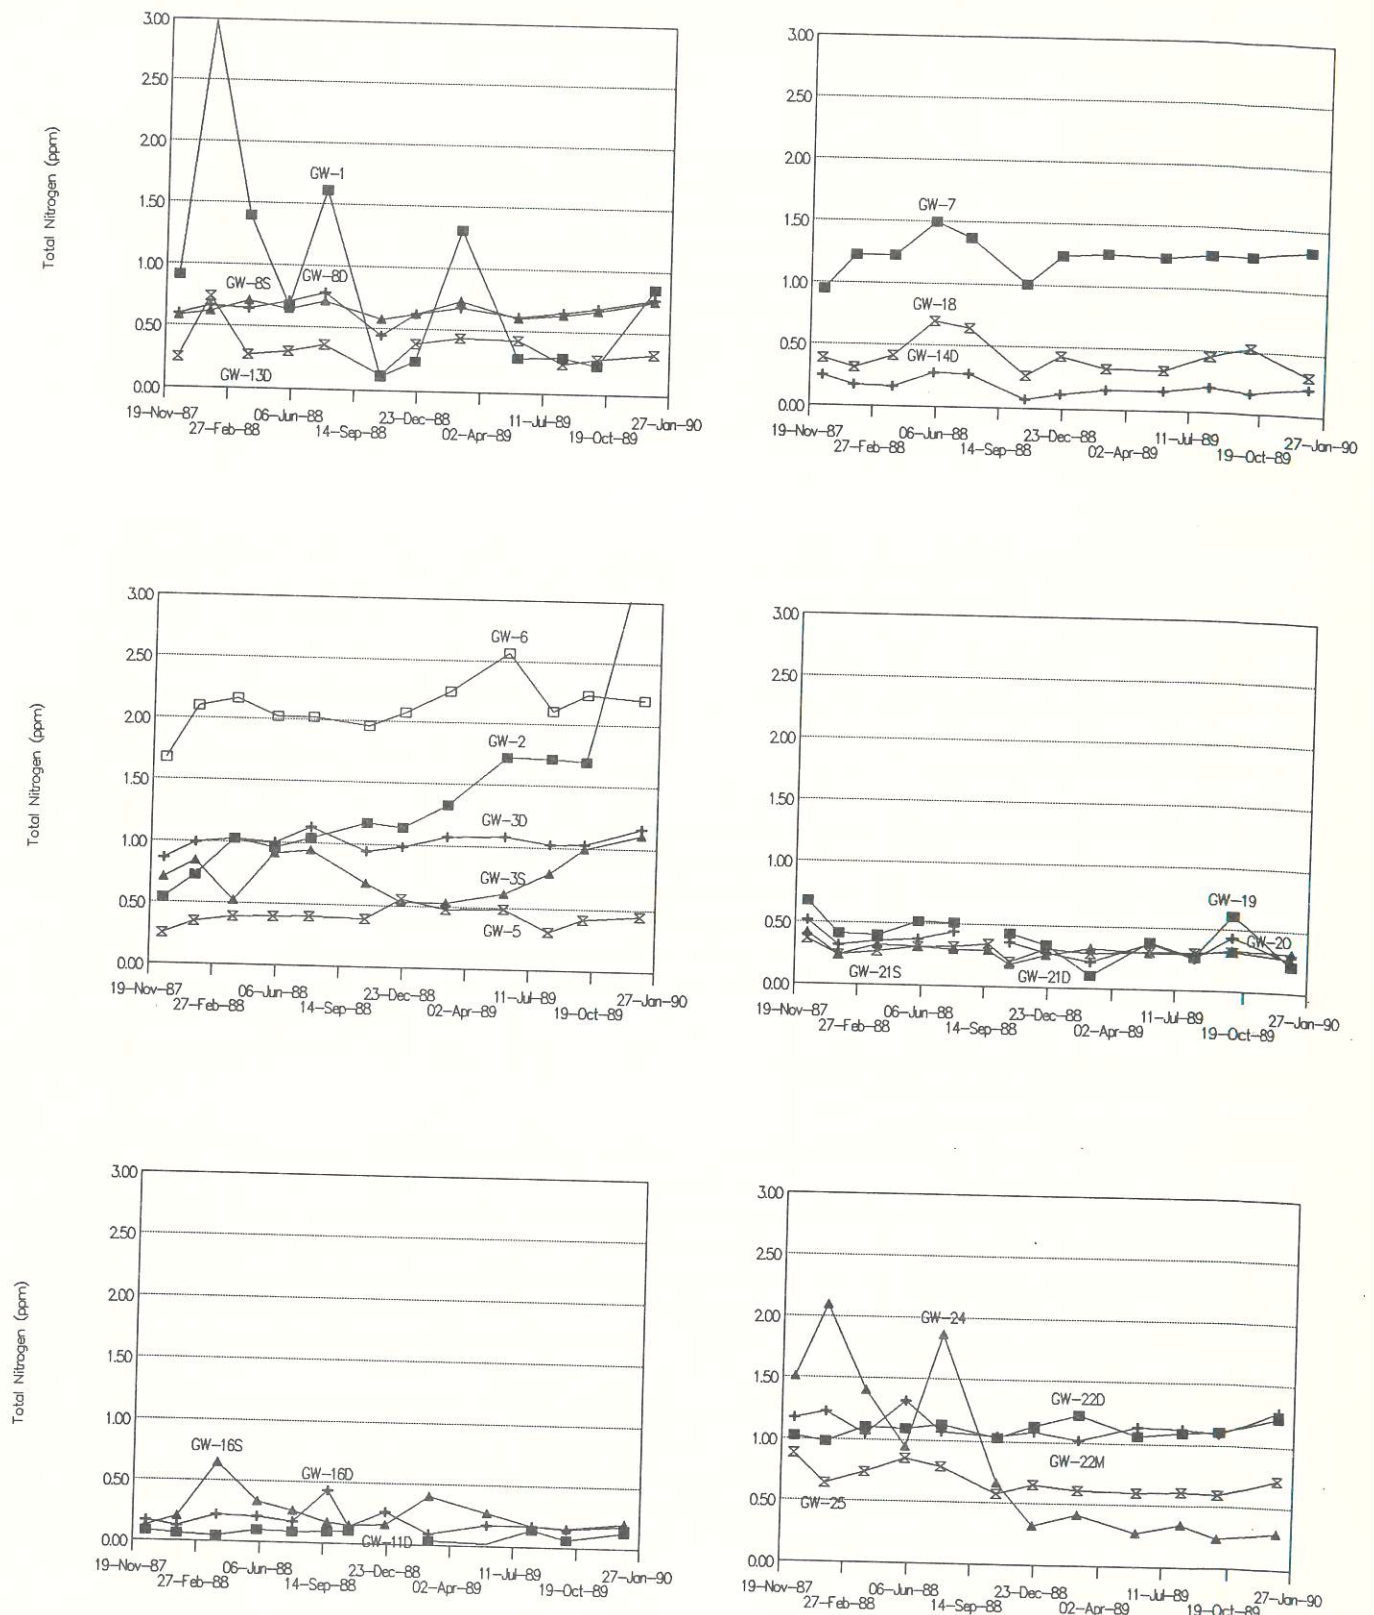 3.00
2.50
2.00
1.50
1.00
0.50
0.00
Total Nitrogen (ppm)
GW-1
GW-8S
GW-8D
GW-13D
19-Nov-87
27-Feb-88
06-Jun-88
14-Sep-88
23-Dec-88
02-Apr-89
11-Jul-89
19-Oct-89
27-Jan-90
3.00
2.50
2.00
1.50
1.00
0.50
0.00
GW-7
GW-18
GW-14D
19-Nov-87
27-Feb-88
06-Jun-88
14-Sep-88
23-Dec-88
02-Apr-89
11-Jul-89
19-Oct-89
27-Jan-90
3.00
2.50
2.00
1.50
1.00
0.50
0.00
Total Nitrogen (ppm)
GW-6
GW-2
GW-3D
GW-3S
GW-5
19-Nov-87
27-Feb-88
06-Jun-88
14-Sep-88
23-Dec-88
02-Apr-89
11-Jul-89
19-Oct-89
27-Jan-90
3.00
2.50
2.00
1.50
1.00
0.50
0.00
GW-19
GW-20
GW-21S
GW-21D
19-Nov-87
27-Feb-88
06-Jun-88
14-Sep-88
23-Dec-88
02-Apr-89
11-Jul-89
19-Oct-89
27-Jan-90
3.00
2.50
2.00
1.50
1.00
0.50
0.00
Total Nitrogen (ppm)
GW-16S
GW-16D
GW-11D
19-Nov-87
27-Feb-88
06-Jun-88
14-Sep-88
23-Dec-88
02-Apr-89
11-Jul-89
19-Oct-89
27-Jan-90
3.00
2.50
2.00
1.50
1.00
0.50
0.00
GW-24
GW-22D
GW-22M
GW-25
19-Nov-87
27-Feb-88
06-Jun-88
14-Sep-88
23-Dec-88
02-Apr-89
11-Jul-89
19-Oct-89
27-Jan-90